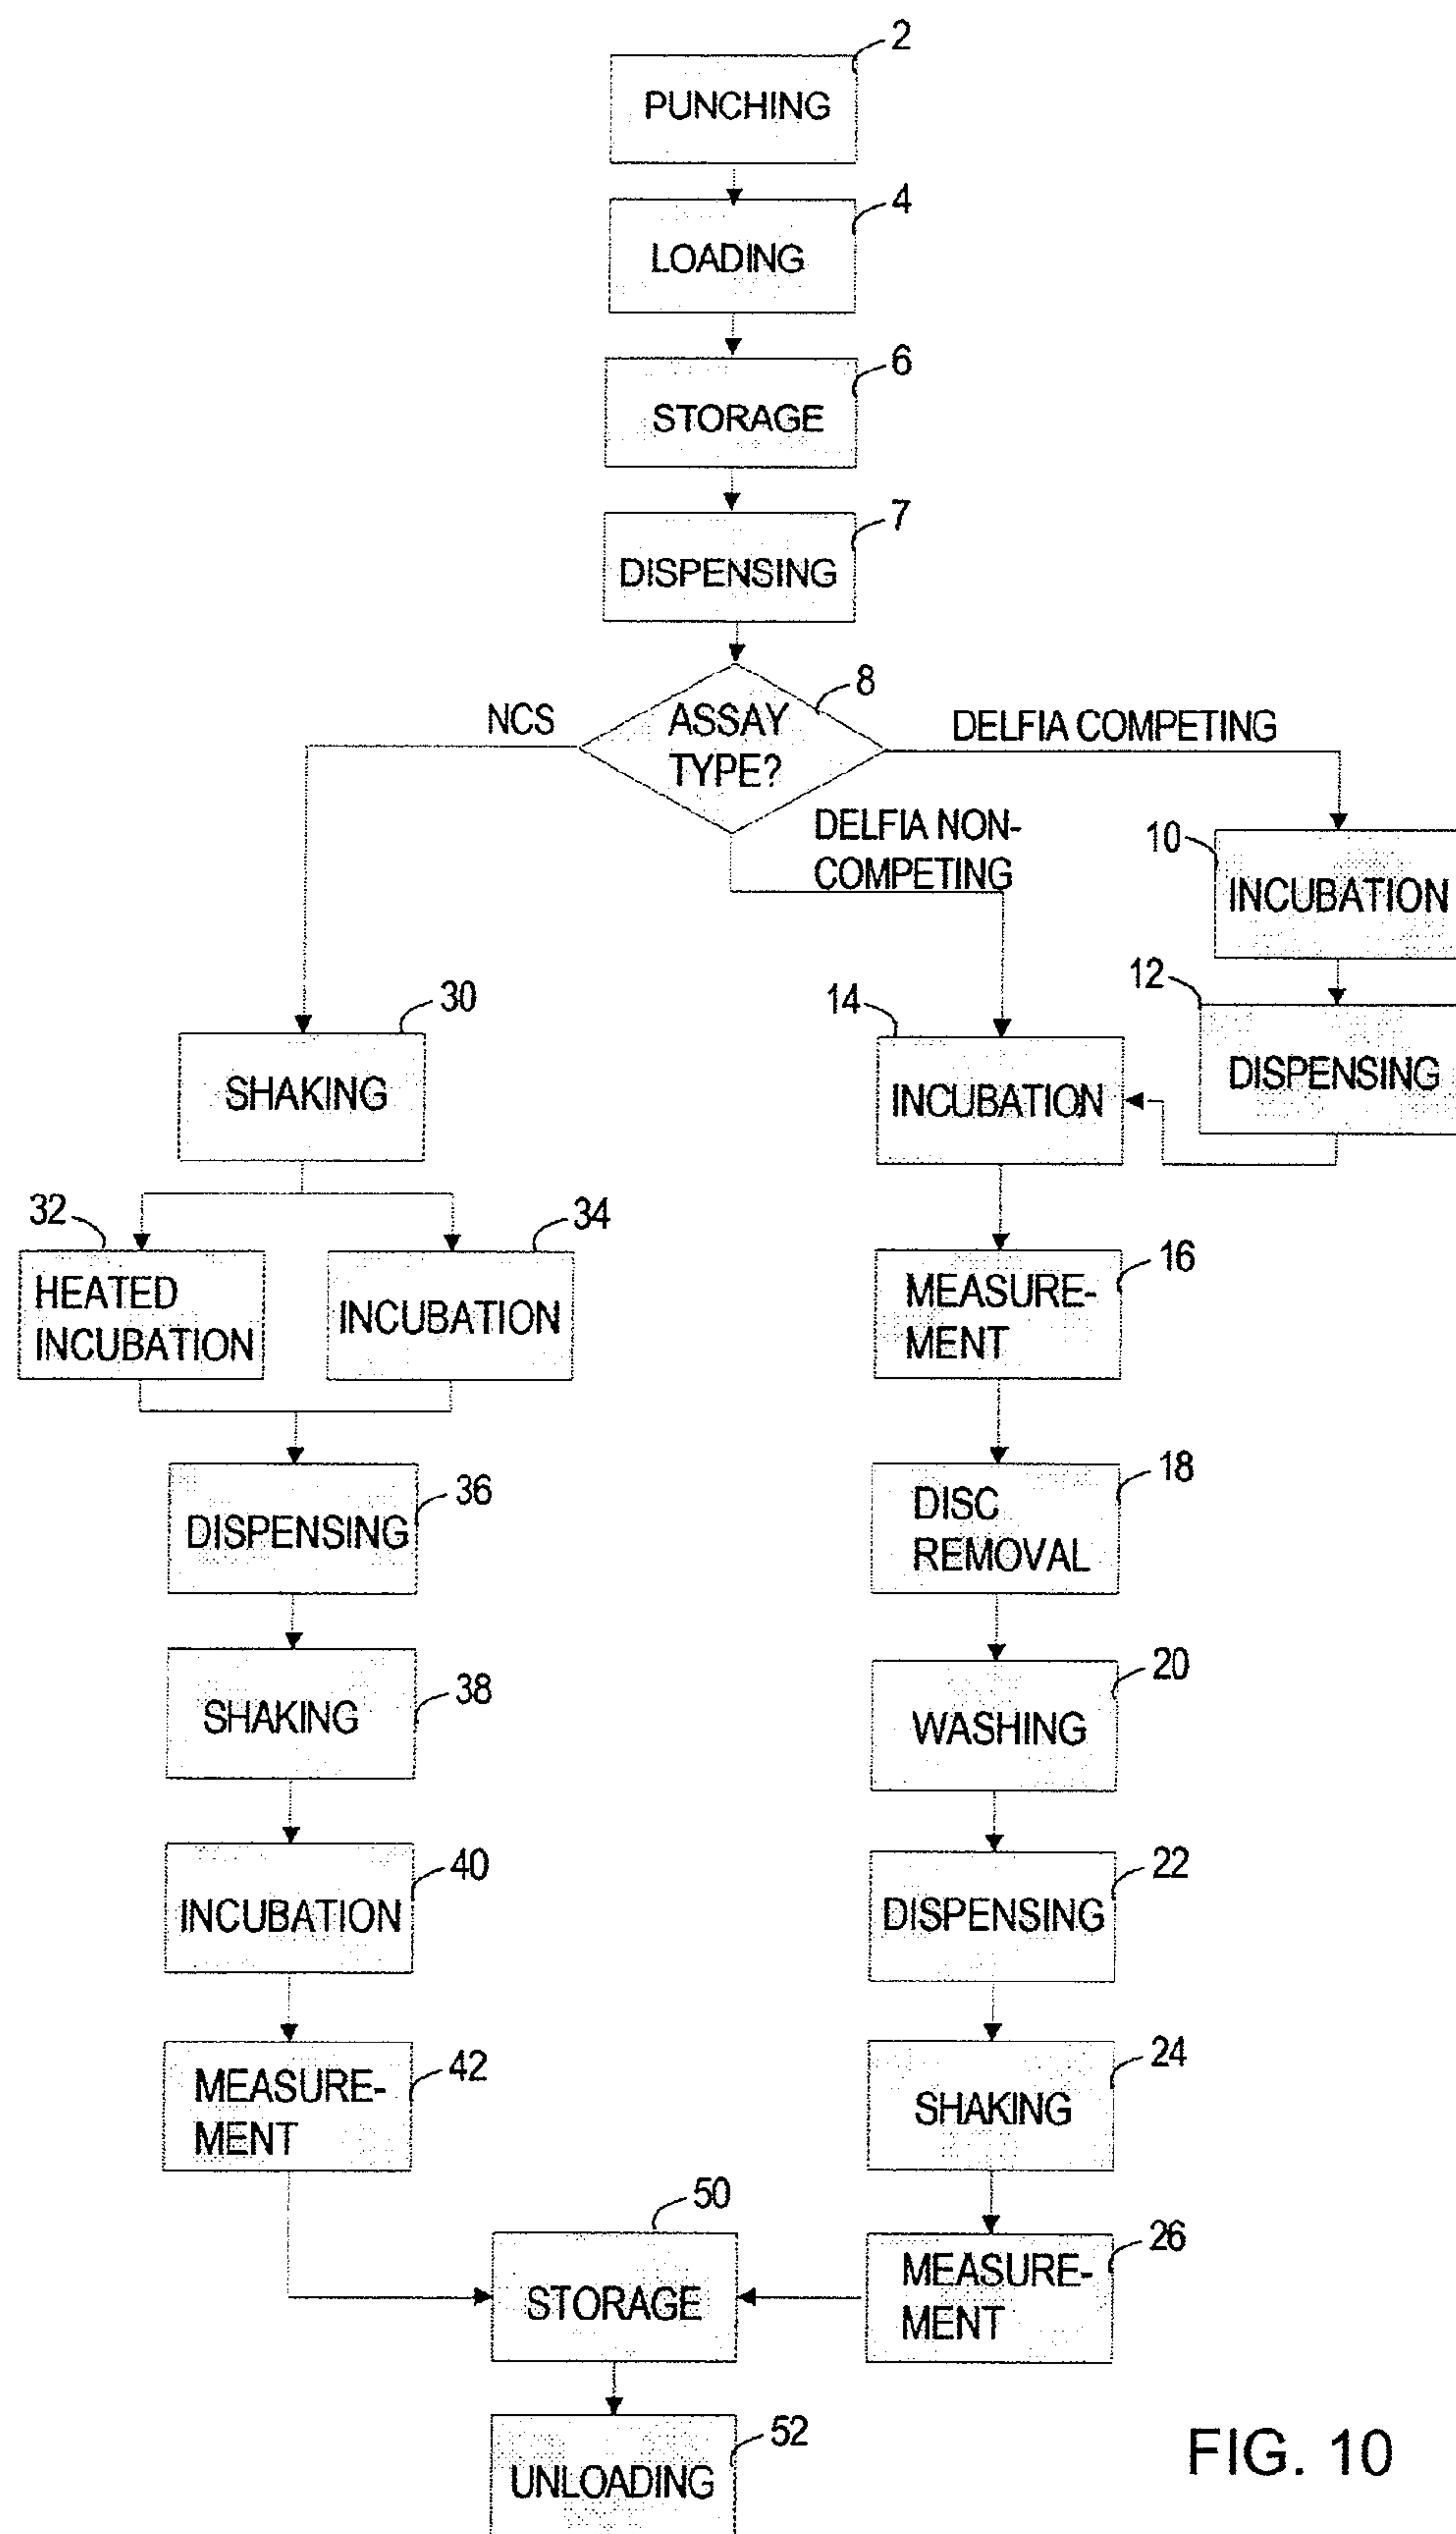 2
PUNCHING
4
LOADING
6
STORAGE
7
DISPENSING
8
ASSAY
TYPE?
NCS
DELFIA COMPETING
DELFIA NON-
COMPETING
10
INCUBATION
12
DISPENSING
14
INCUBATION
30
SHAKING
32
HEATED
INCUBATION
34
INCUBATION
16
MEASURE-
MENT
36
DISPENSING
18
DISC
REMOVAL
38
SHAKING
20
WASHING
40
INCUBATION
22
DISPENSING
42
MEASURE-
MENT
24
SHAKING
50
STORAGE
26
MEASURE-
MENT
52
UNLOADING
FIG. 10